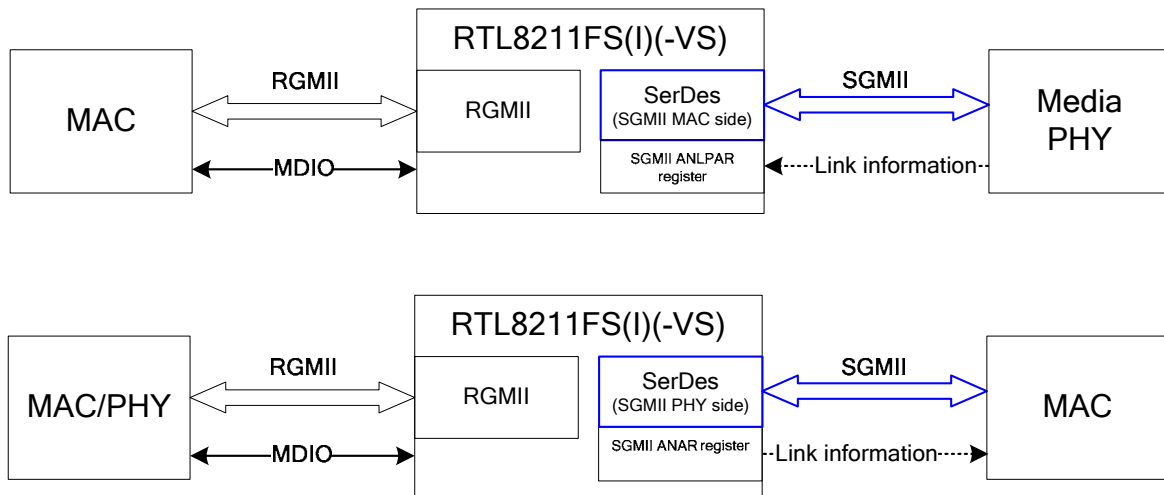 RTL8211FS(I)(-VS)
MAC
RGMII
MDIO
RGMII
SerDes
(SGMII MAC side)
SGMII ANLPAR
register
SGMII
Link information
Media
PHY
RTL8211FS(I)(-VS)
MAC/PHY
RGMII
MDIO
RGMII
SerDes
(SGMII PHY side)
SGMII ANAR register
SGMII
Link information
MAC